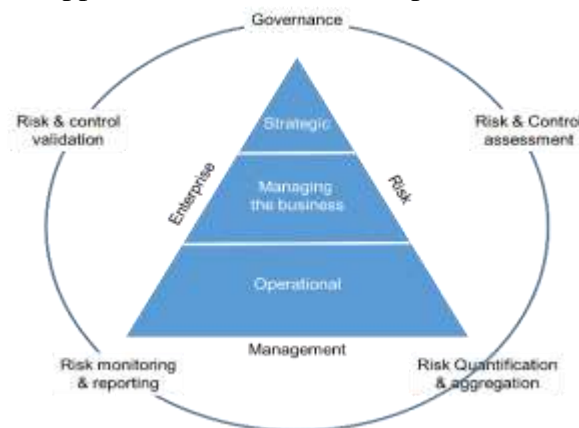 Governance
Risk & control
validation
Risk & Control
assessment
Strategic
Enterprise
Risk
Managing
the business
Operational
Management
Risk monitoring
& reporting
Risk Quantification
& aggregation